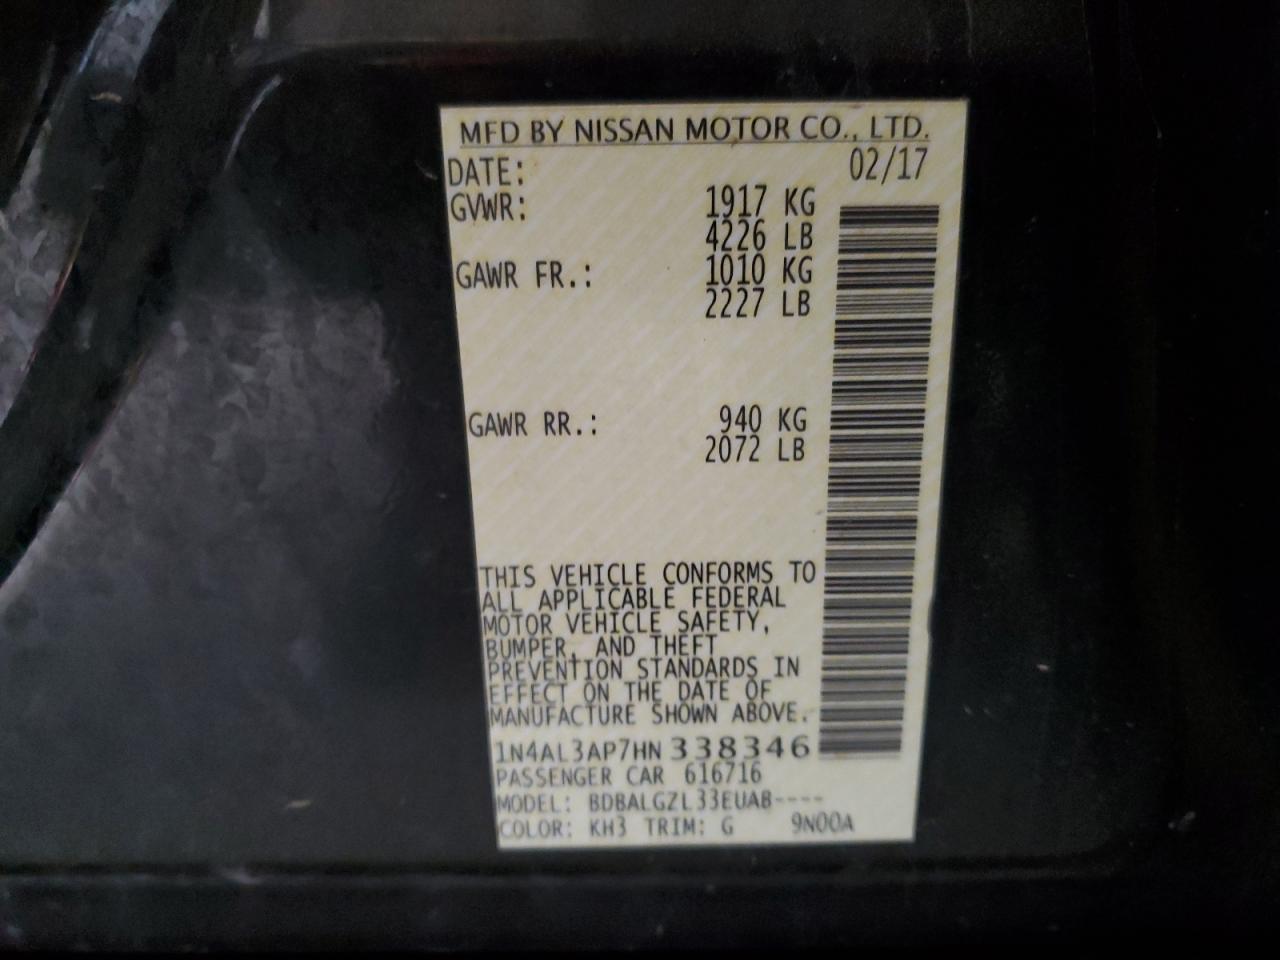 MFD BY NISSAN MOTOR CO., LTD.
DATE: 02/17
GVWR: 1917 KG
4226 LB
GAWR FR.: 1010 KG
2227 LB
GAWR RR.: 940 KG
2072 LB
THIS VEHICLE CONFORMS TO
ALL APPLICABLE FEDERAL
MOTOR VEHICLE SAFETY,
BUMPER, AND THEFT
PREVENTION STANDARDS IN
EFFECT ON THE DATE OF
MANUFACTURE SHOWN ABOVE.
1N4AL3AP7HN 338346
PASSENGER CAR 616716
MODEL: BDBALGZL33EUAB----
COLOR: KH3 TRIM: G 9N00A